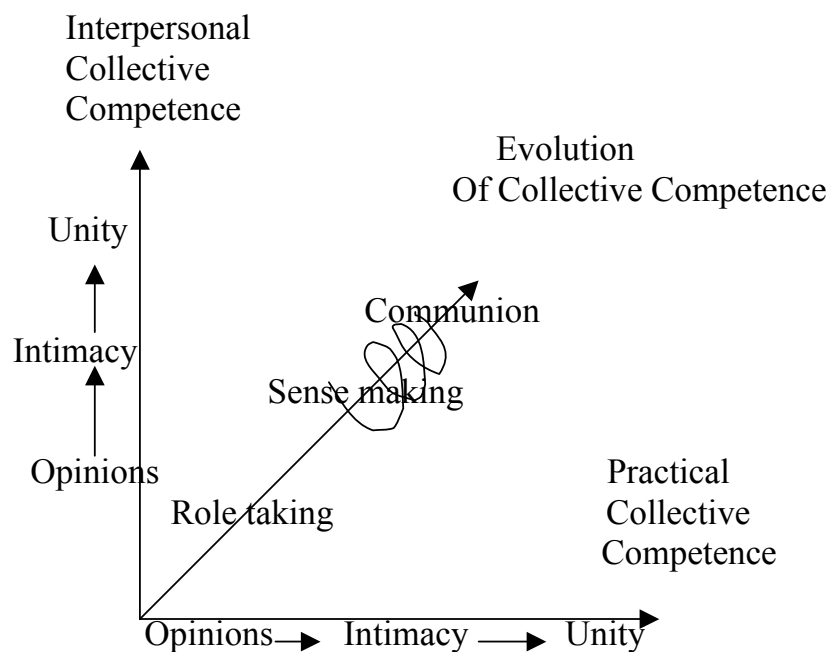 Interpersonal
Collective
Competence
Evolution
Of Collective Competence
Unity
Communion
Intimacy
Sense making
Opinions
Role taking
Practical
Collective
Competence
Opinions Intimacy Unity